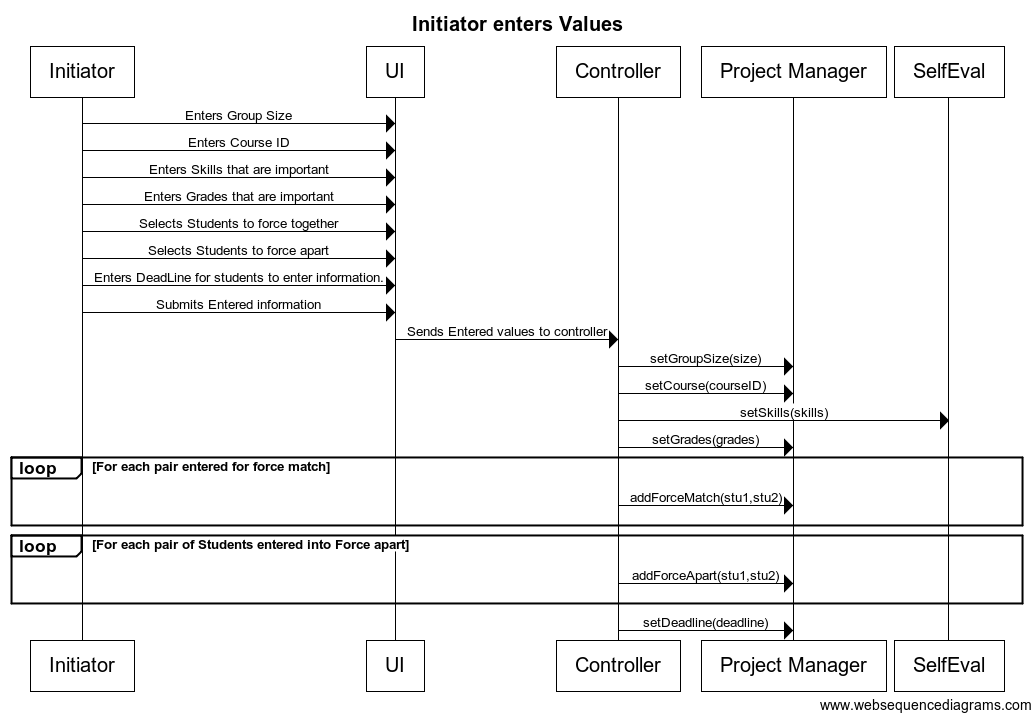 Initiator enters Values
Initiator UI Controller Project Manager SelfEval
Enters Group Size
Enters Course ID
Enters Skills that are important
Enters Grades that are important
Selects Students to force together
Selects Students to force apart
Enters DeadLine for students to enter information.
Submits Entered information
Sends Entered values to controller
setGroupSize(size)
setCourse(courseID)
setSkills(skills)
setGrades(grades)
loop [For each pair entered for force match]
addForceMatch(stu1,stu2)
loop [For each pair of Students entered into Force apart]
addForceApart(stu1,stu2)
setDeadline(deadline)
Initiator UI Controller Project Manager SelfEval
www.websequencediagrams.com